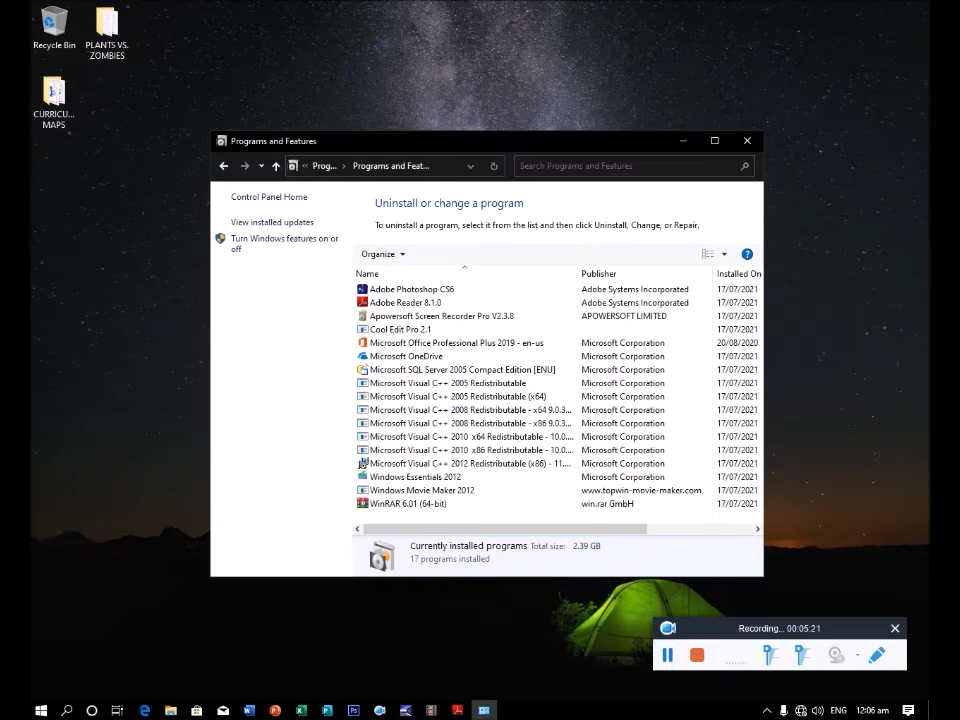 Recycle Bin
PLANTS VS.
ZOMBIES
CURRICU...
MAPS
Programs and Features
« Prog... › Programs and Feat...
Search Programs and Features
Control Panel Home
View installed updates
Turn Windows features on or
off
Uninstall or change a program
To uninstall a program, select it from the list and then click Uninstall, Change, or Repair.
Organize
Name Publisher Installed On
Adobe Photoshop CS6 Adobe Systems Incorporated 17/07/2021
Adobe Reader 8.1.0 Adobe Systems Incorporated 17/07/2021
Apowersoft Screen Recorder Pro V2.3.8 APOWERSOFT LIMITED 17/07/2021
Cool Edit Pro 2.1 17/07/2021
Microsoft Office Professional Plus 2019 - en-us Microsoft Corporation 20/08/2020
Microsoft OneDrive Microsoft Corporation 17/07/2021
Microsoft SQL Server 2005 Compact Edition [ENU] Microsoft Corporation 17/07/2021
Microsoft Visual C++ 2005 Redistributable Microsoft Corporation 17/07/2021
Microsoft Visual C++ 2005 Redistributable (x64) Microsoft Corporation 17/07/2021
Microsoft Visual C++ 2008 Redistributable - x64 9.0.3... Microsoft Corporation 17/07/2021
Microsoft Visual C++ 2008 Redistributable - x86 9.0.3... Microsoft Corporation 17/07/2021
Microsoft Visual C++ 2010 x64 Redistributable - 10.0.... Microsoft Corporation 17/07/2021
Microsoft Visual C++ 2010 x86 Redistributable - 10.0.... Microsoft Corporation 17/07/2021
Microsoft Visual C++ 2012 Redistributable (x86) - 11.... Microsoft Corporation 17/07/2021
Windows Essentials 2012 Microsoft Corporation 17/07/2021
Windows Movie Maker 2012 www.topwin-movie-maker.com 17/07/2021
WinRAR 6.01 (64-bit) win.rar GmbH 17/07/2021
Currently installed programs Total size: 2.39 GB
17 programs installed
Recording... 00:05:21
ENG 12:06 am